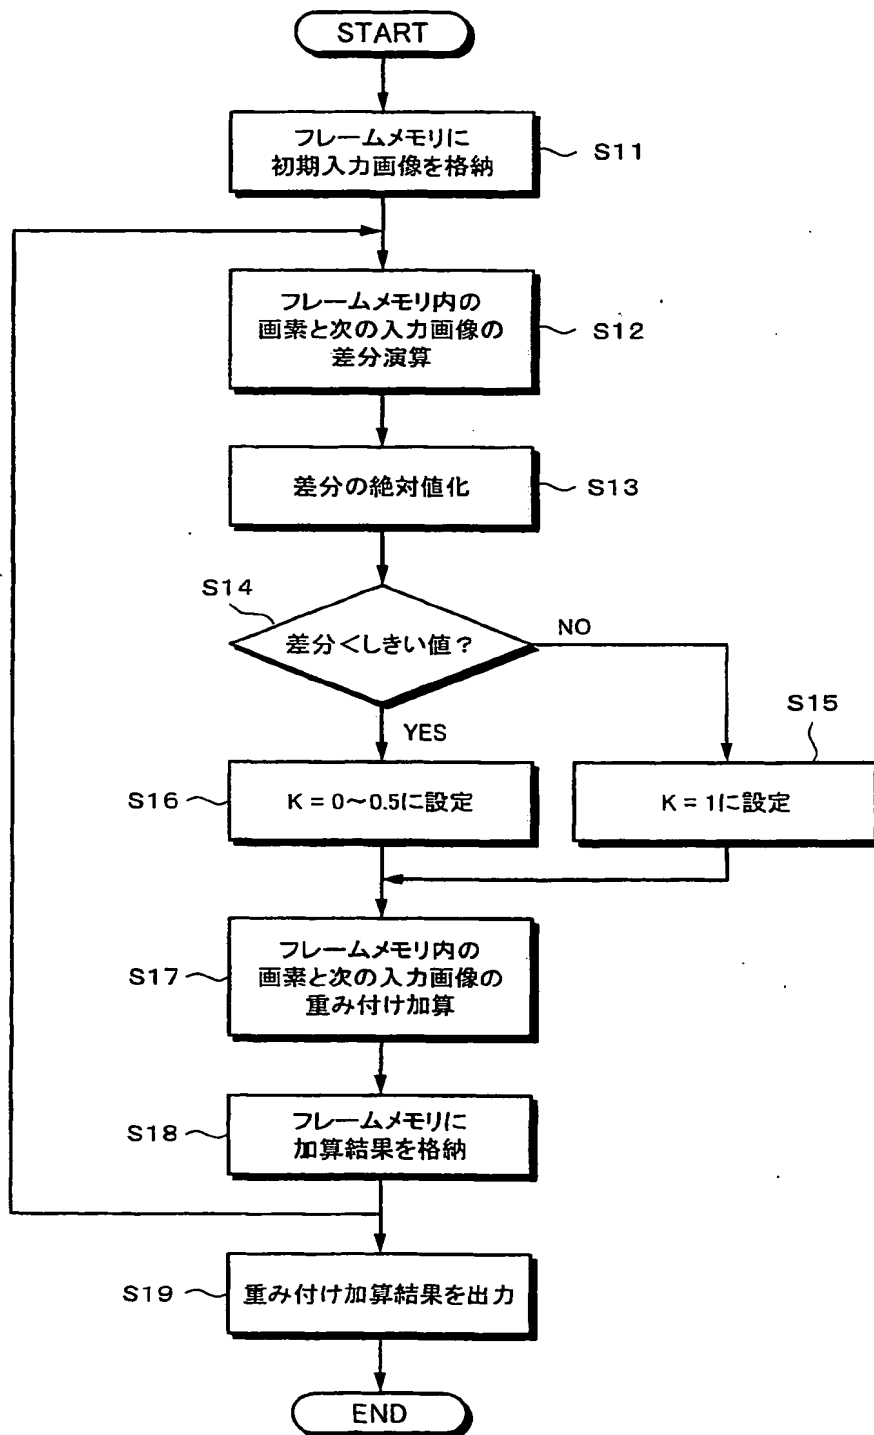 START
フレームメモリに
初期入力画像を格納
S11
フレームメモリ内の
画素と次の入力画像の
差分演算
S12
差分の絶対値化
S13
S14
差分<しきい値?
NO
YES
S15
S16
K = 0~0.5に設定
K = 1に設定
フレームメモリ内の
画素と次の入力画像の
重み付け加算
S17
フレームメモリに
加算結果を格納
S18
S19
重み付け加算結果を出力
END